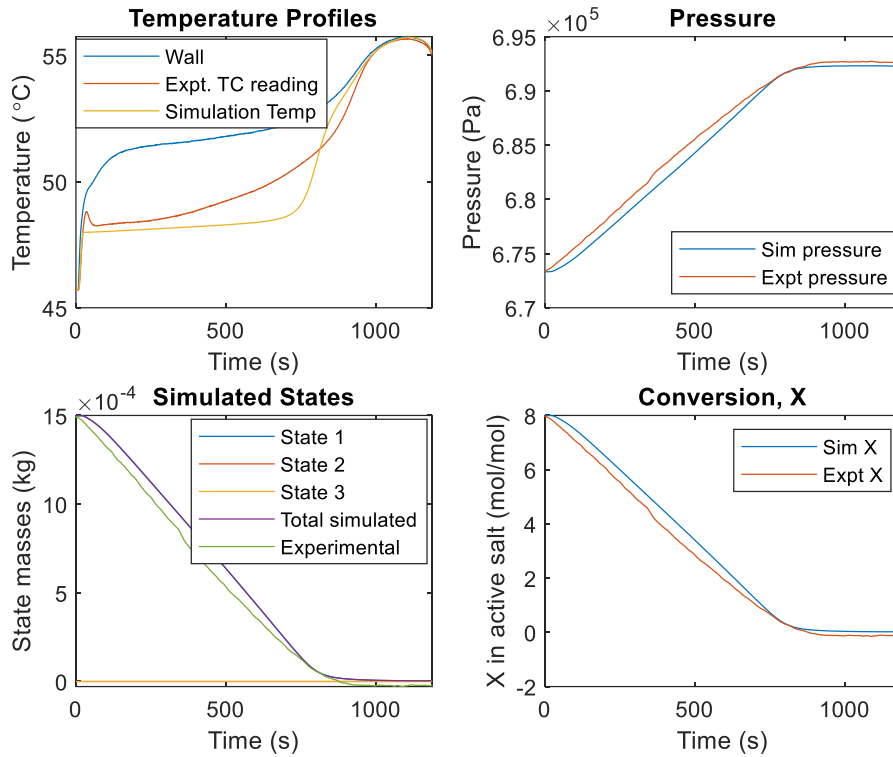 Temperature Profiles
Wall
Expt. TC reading
Simulation Temp
Temperature (°C)
55
50
45
0
500
1000
Time (s)
Pressure
×10⁵
6.95
6.9
6.85
6.8
6.75
6.7
Pressure (Pa)
Sim pressure
Expt pressure
0
500
1000
Time (s)
Simulated States
×10⁻⁴
15
10
5
0
State masses (kg)
State 1
State 2
State 3
Total simulated
Experimental
0
500
1000
Time (s)
Conversion, X
8
6
4
2
0
-2
X in active salt (mol/mol)
Sim X
Expt X
0
500
1000
Time (s)